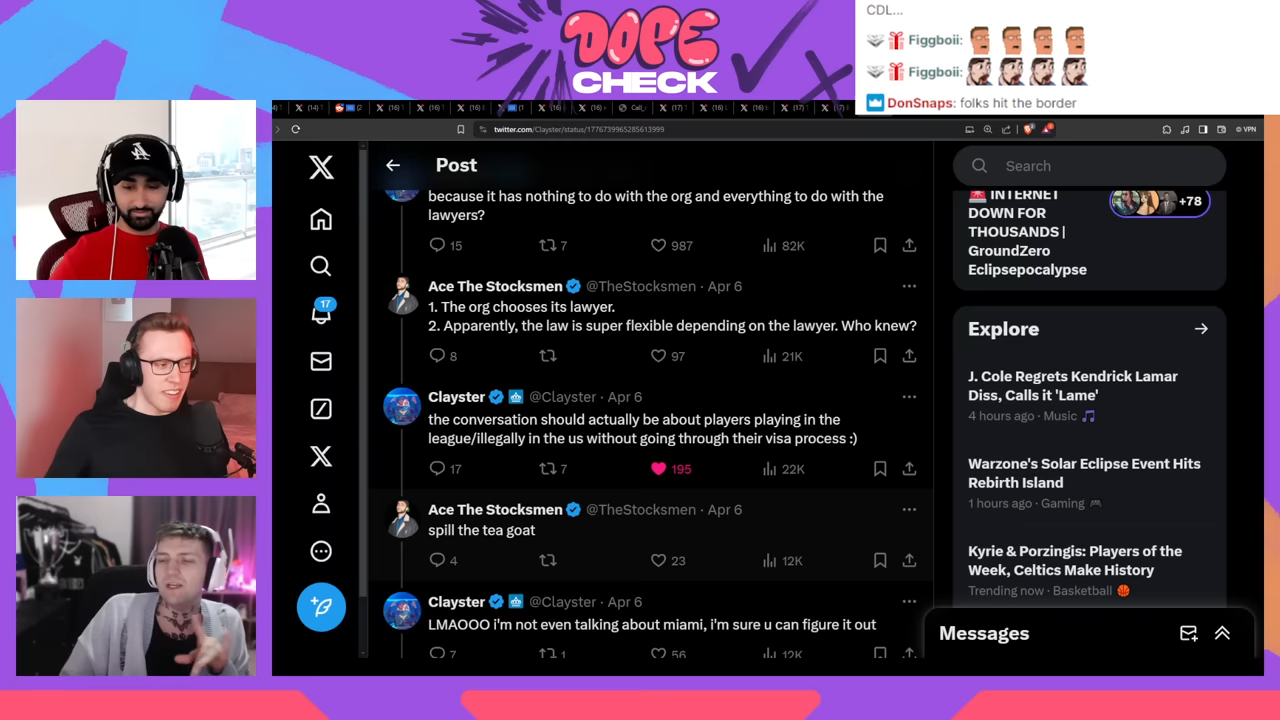 DOPE
CHECK
CDL...
Figgboii:
Figgboii:
DonSnaps: folks hit the border
twitter.com/Clayster/status/1776739965285613999
VPN
Post
Search
because it has nothing to do with the org and everything to do with the
lawyers?
15 7 987 82K
Ace The Stocksmen @TheStocksmen · Apr 6
1. The org chooses its lawyer.
2. Apparently, the law is super flexible depending on the lawyer. Who knew?
8 97 21K
Clayster @Clayster · Apr 6
the conversation should actually be about players playing in the
league/illegally in the us without going through their visa process :)
17 7 195 22K
Ace The Stocksmen @TheStocksmen · Apr 6
spill the tea goat
4 23 12K
Clayster @Clayster · Apr 6
LMAOOO i'm not even talking about miami, i'm sure u can figure it out
7 1 56 12K
17
INTERNET
DOWN FOR
THOUSANDS |
GroundZero
Eclipsepocalypse
+78
Explore
J. Cole Regrets Kendrick Lamar
Diss, Calls it 'Lame'
4 hours ago · Music
Warzone's Solar Eclipse Event Hits
Rebirth Island
1 hours ago · Gaming
Kyrie & Porzingis: Players of the
Week, Celtics Make History
Trending now · Basketball
Messages